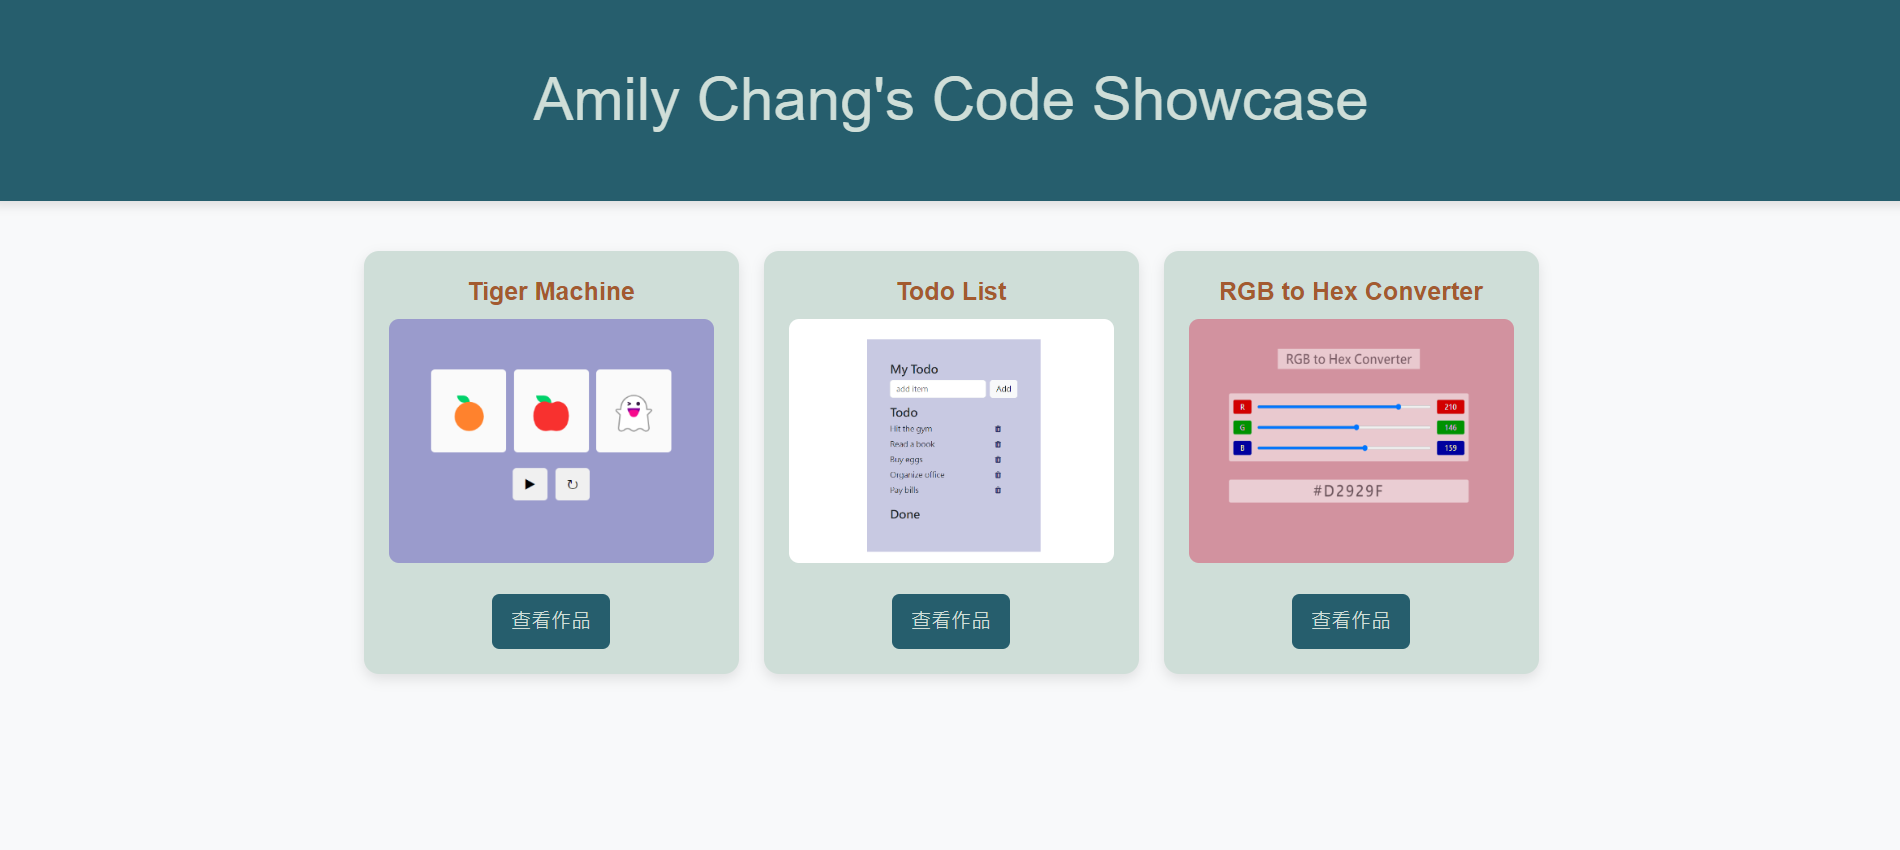 Amily Chang's Code Showcase
Tiger Machine
查看作品
Todo List
My Todo
add item Add
Todo
Hit the gym
Read a book
Buy eggs
Organize office
Pay bills
Done
查看作品
RGB to Hex Converter
RGB to Hex Converter
R 210
G 146
B 159
#D2929F
查看作品